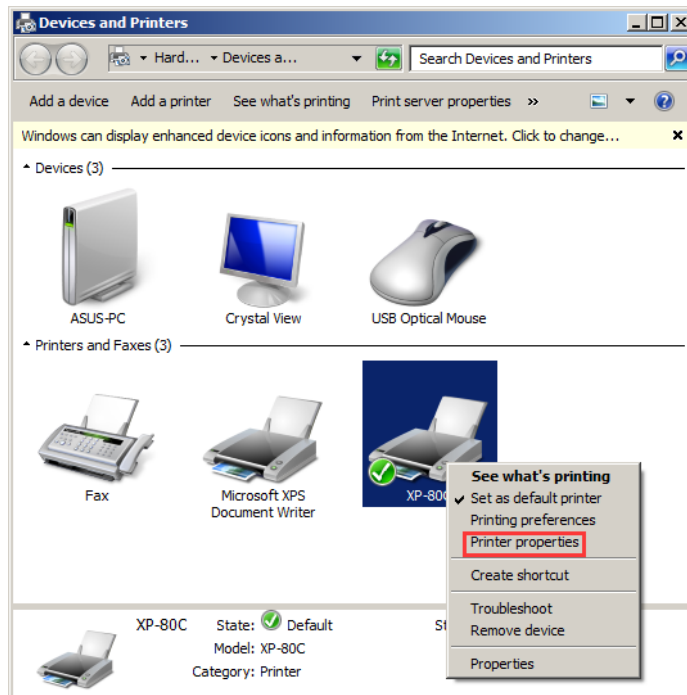 Devices and Printers
Hard... Devices a... Search Devices and Printers
Add a device Add a printer See what's printing Print server properties »
Windows can display enhanced device icons and information from the Internet. Click to change...
Devices (3)
ASUS-PC Crystal View USB Optical Mouse
Printers and Faxes (3)
Fax Microsoft XPS Document Writer XP-80C
See what's printing
Set as default printer
Printing preferences
Printer properties
Create shortcut
Troubleshoot
Remove device
Properties
XP-80C State: Default
Model: XP-80C
Category: Printer